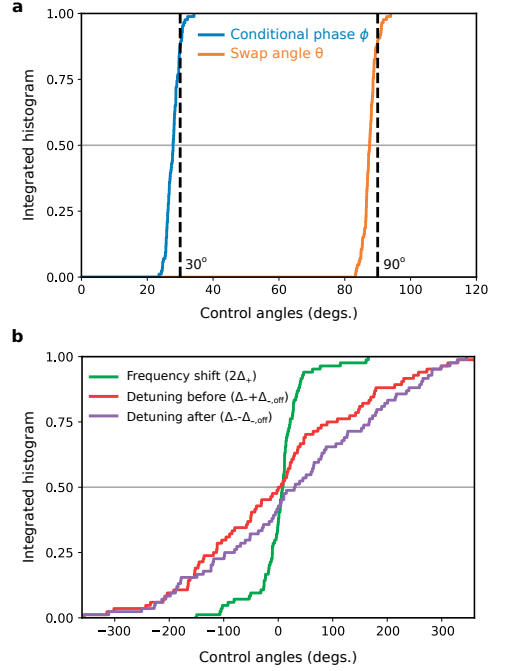 a
1.00
0.75
0.50
0.25
0.00
Integrated histogram
Conditional phase ϕ
Swap angle θ
30°
90°
0 20 40 60 80 100 120
Control angles (degs.)
b
1.00
0.75
0.50
0.25
0.00
Integrated histogram
Frequency shift (2Δ₊)
Detuning before (Δ₋+Δ₋,off)
Detuning after (Δ₋-Δ₋,off)
−300 −200 −100 0 100 200 300
Control angles (degs.)